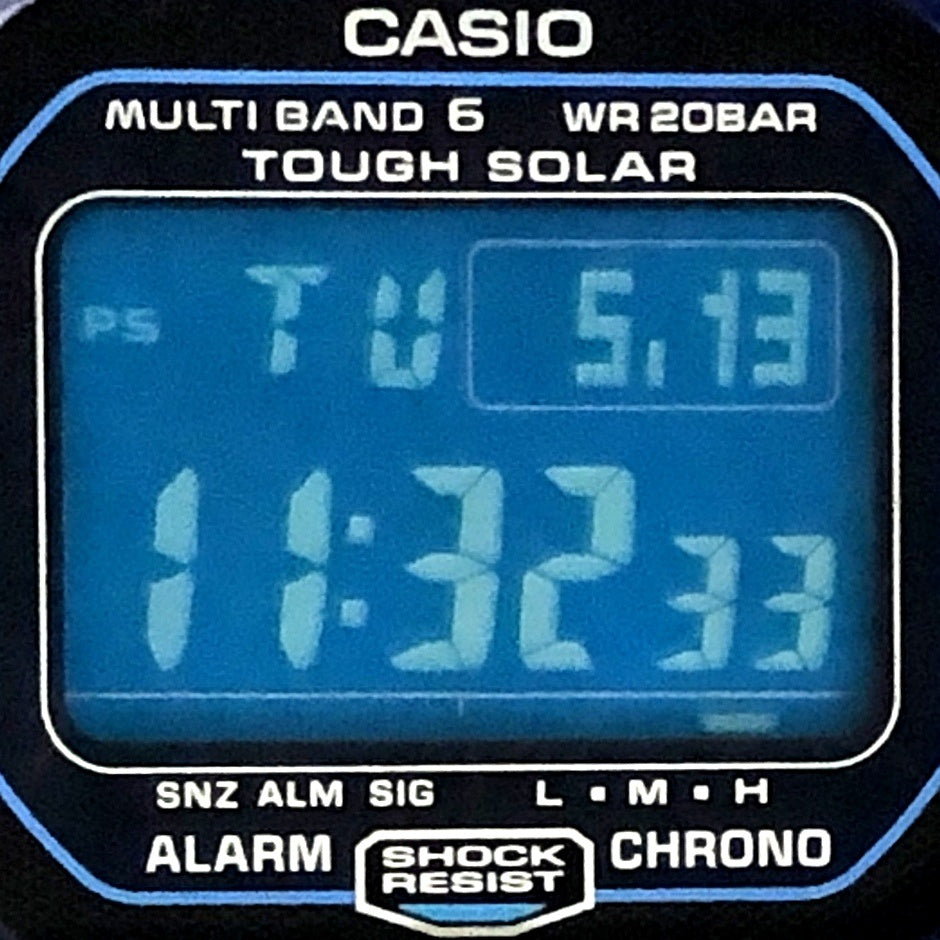 CASIO
MULTI BAND 6 WR 20BAR
TOUGH SOLAR
PS TU 5.13
11:32 33
SNZ ALM SIG L • M • H
ALARM CHRONO
SHOCK
RESIST